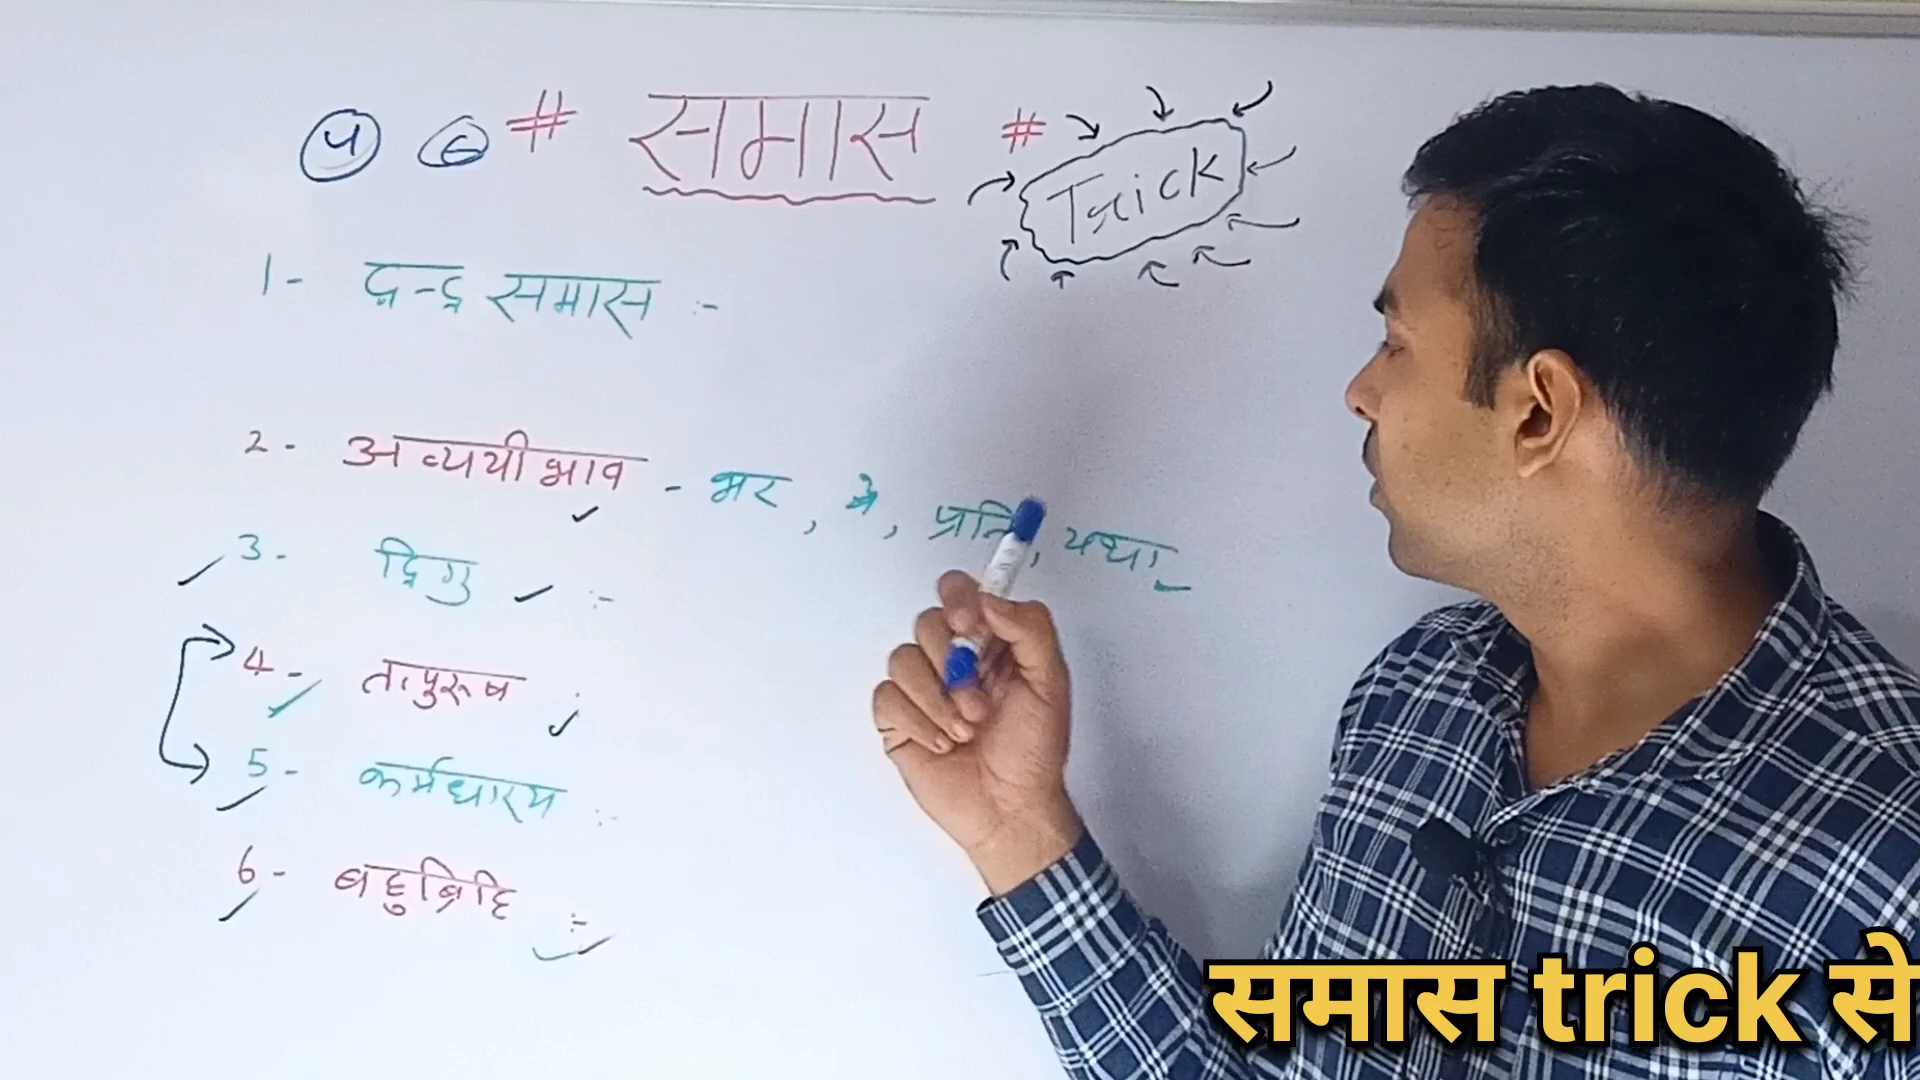 ५ ६ # समास # Trick
1- द्वन्द्व समास :-
2- अव्ययीभाव - भर, बे, प्रति, यथा_
3- द्विगु :-
4- तत्पुरूष :
5- कर्मधारय :-
6- बहुब्रिहि :-
समास trick से